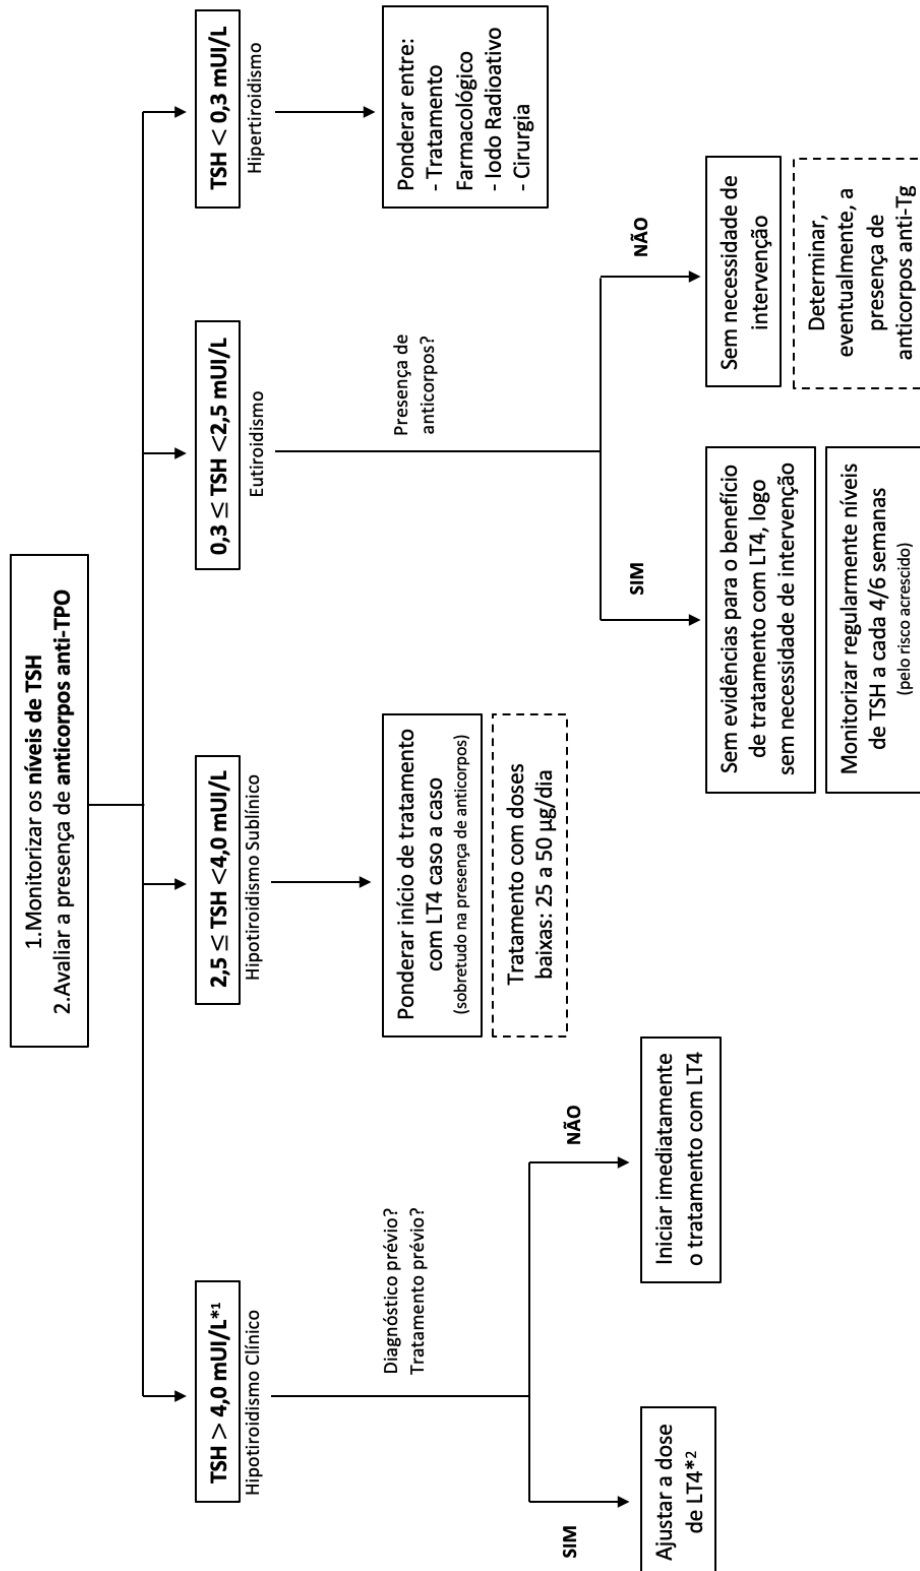 1.Monitorizar os níveis de TSH
2.Avaliar a presença de anticorpos anti-TPO
TSH > 4,0 mUI/L*1
Hipotiroidismo Clínico
Diagnóstico prévio?
Tratamento prévio?
SIM
Ajustar a dose
de LT4*2
NÃO
Iniciar imediatamente
o tratamento com LT4
2,5 ≤ TSH <4,0 mUI/L
Hipotiroidismo Sublínico
Ponderar início de tratamento
com LT4 caso a caso
(sobretudo na presença de anticorpos)
Tratamento com doses
baixas: 25 a 50 µg/dia
0,3 ≤ TSH <2,5 mUI/L
Eutiroidismo
Presença de
anticorpos?
SIM
Sem evidências para o benefício
de tratamento com LT4, logo
sem necessidade de intervenção
Monitorizar regularmente níveis
de TSH a cada 4/6 semanas
(pelo risco acrescido)
NÃO
Sem necessidade de
intervenção
Determinar,
eventualmente, a
presença de
anticorpos anti-Tg
TSH < 0,3 mUI/L
Hipertiroidismo
Ponderar entre:
- Tratamento
Farmacológico
- Iodo Radioativo
- Cirurgia